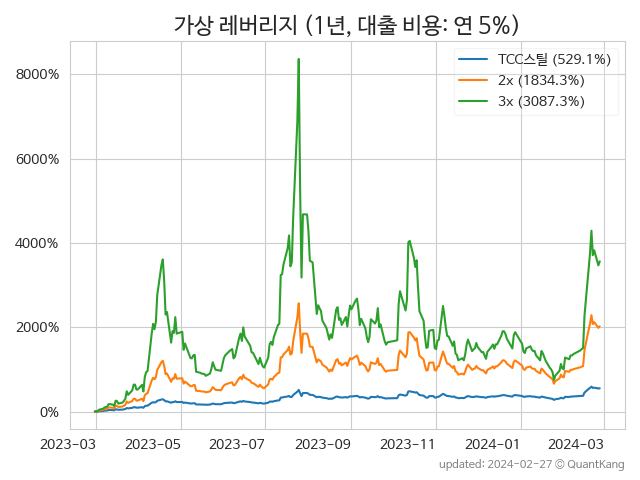 가상 레버리지 (1년, 대출 비용: 연 5%)
TCC스틸 (529.1%)
2x (1834.3%)
3x (3087.3%)
8000%
6000%
4000%
2000%
0%
2023-03 2023-05 2023-07 2023-09 2023-11 2024-01 2024-03
updated: 2024-02-27 © QuantKang